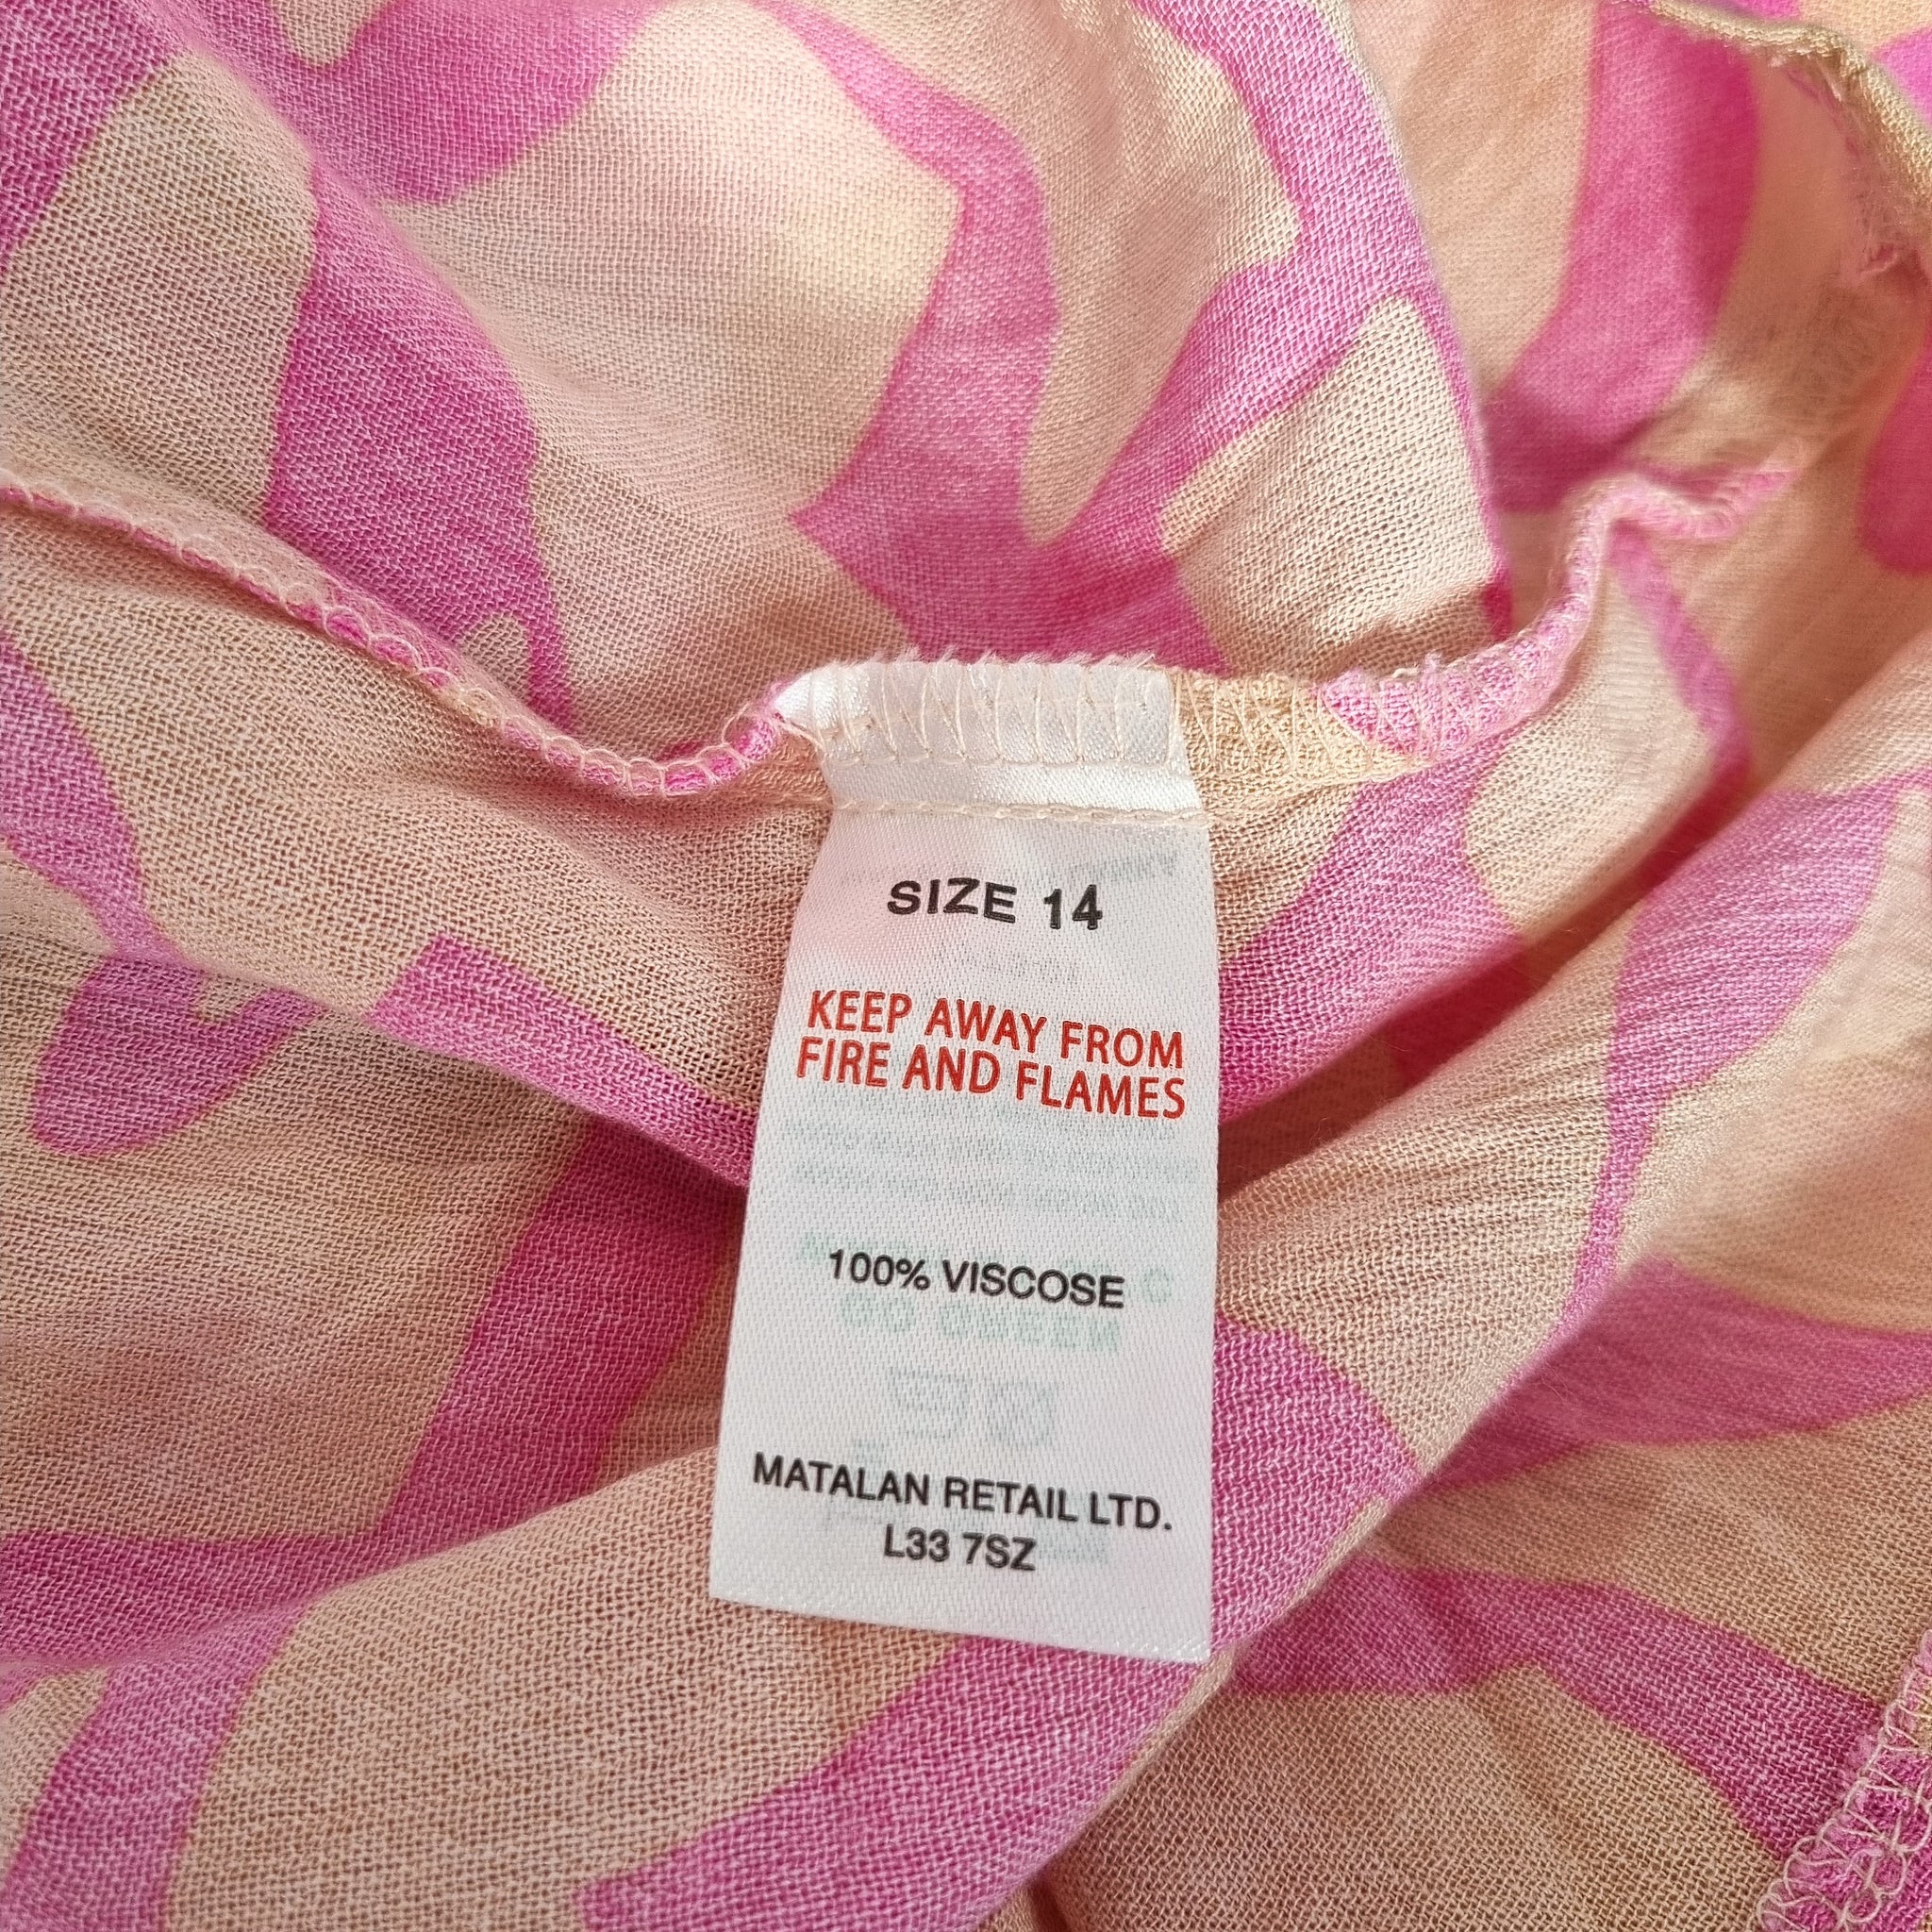 SIZE 14
KEEP AWAY FROM
FIRE AND FLAMES
100% VISCOSE
MATALAN RETAIL LTD.
L33 7SZ